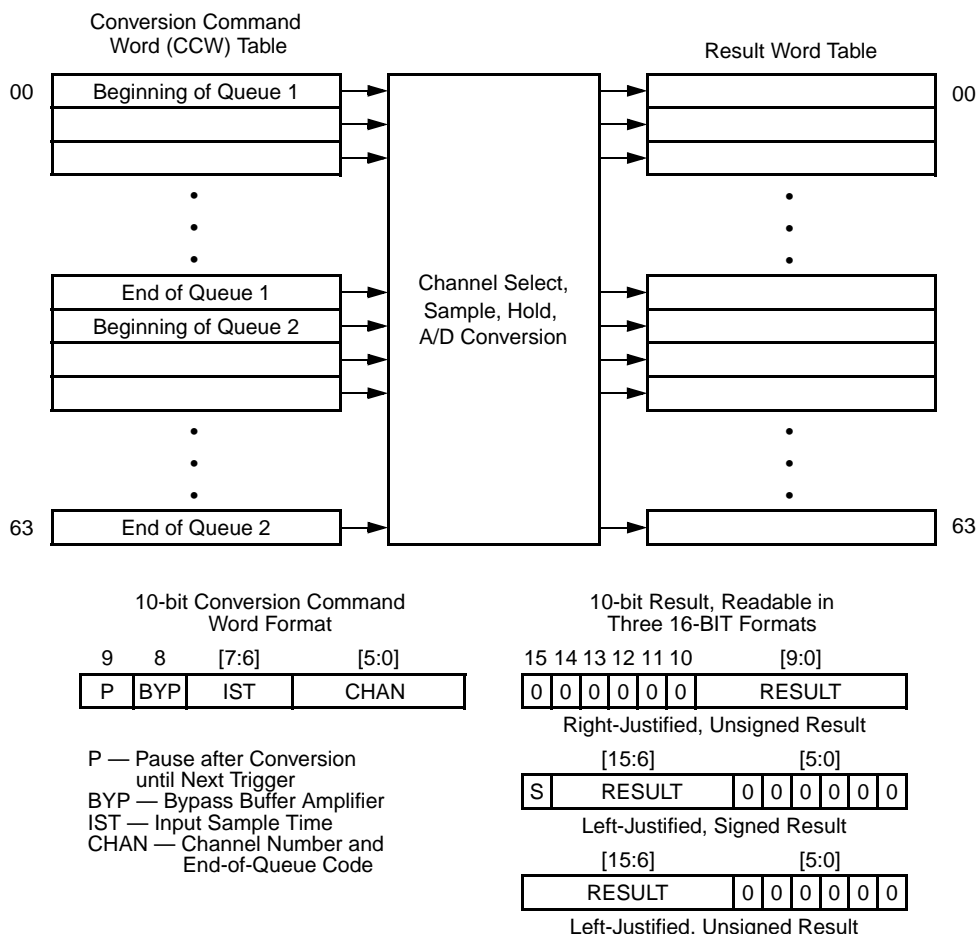 Conversion Command
Word (CCW) Table
Result Word Table
00
Beginning of Queue 1
00
Channel Select,
Sample, Hold,
A/D Conversion
End of Queue 1
Beginning of Queue 2
63
End of Queue 2
63
10-bit Conversion Command
Word Format
9 8 [7:6] [5:0]
P BYP IST CHAN
P — Pause after Conversion
until Next Trigger
BYP — Bypass Buffer Amplifier
IST — Input Sample Time
CHAN — Channel Number and
End-of-Queue Code
10-bit Result, Readable in
Three 16-BIT Formats
15 14 13 12 11 10 [9:0]
0 0 0 0 0 0 RESULT
Right-Justified, Unsigned Result
[15:6] [5:0]
S RESULT 0 0 0 0 0 0
Left-Justified, Signed Result
[15:6] [5:0]
RESULT 0 0 0 0 0 0
Left-Justified, Unsigned Result